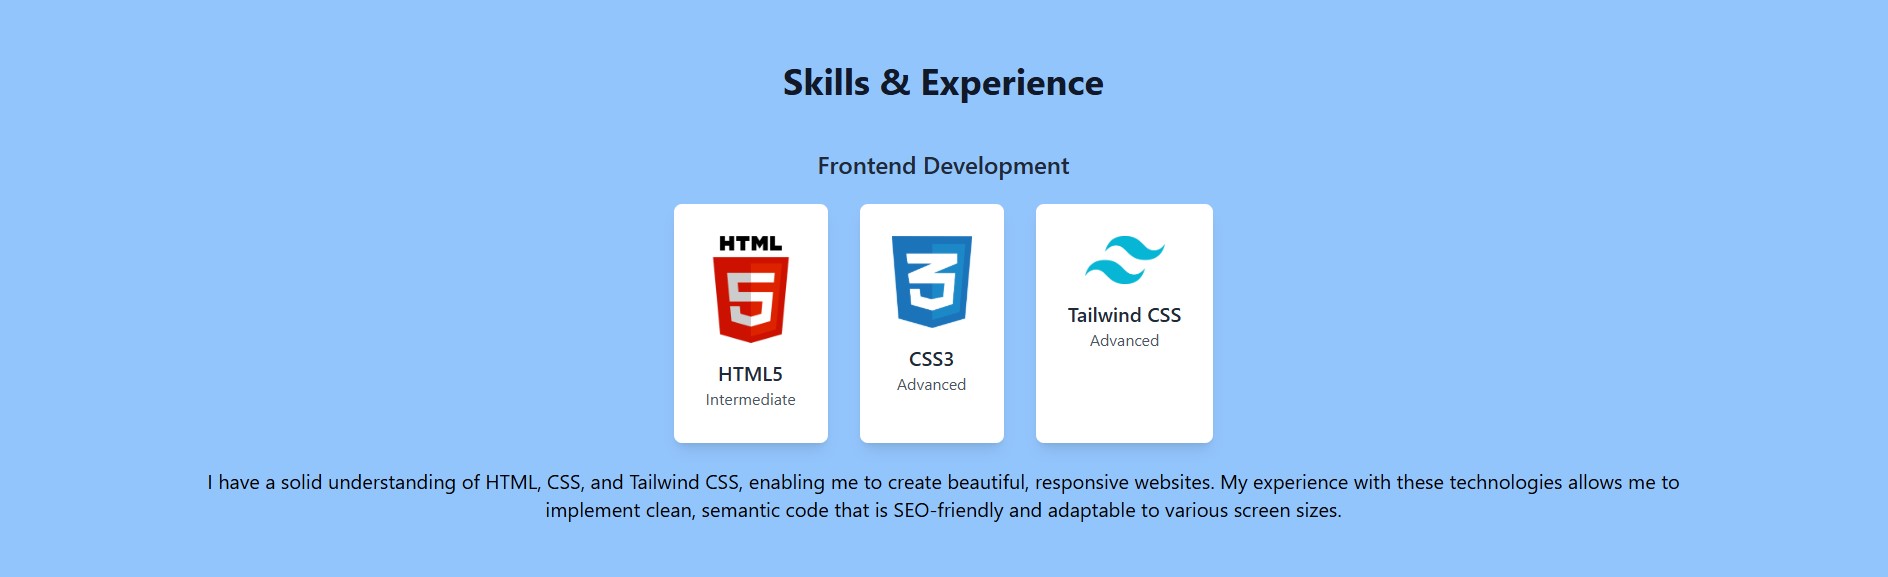 Skills & Experience
Frontend Development
HTML
5
HTML5
Intermediate
3
CSS3
Advanced
Tailwind CSS
Advanced
I have a solid understanding of HTML, CSS, and Tailwind CSS, enabling me to create beautiful, responsive websites. My experience with these technologies allows me to
implement clean, semantic code that is SEO-friendly and adaptable to various screen sizes.